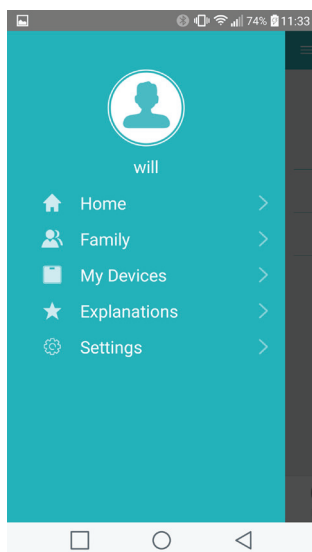 74% 11:33
will
Home
Family
My Devices
Explanations
Settings